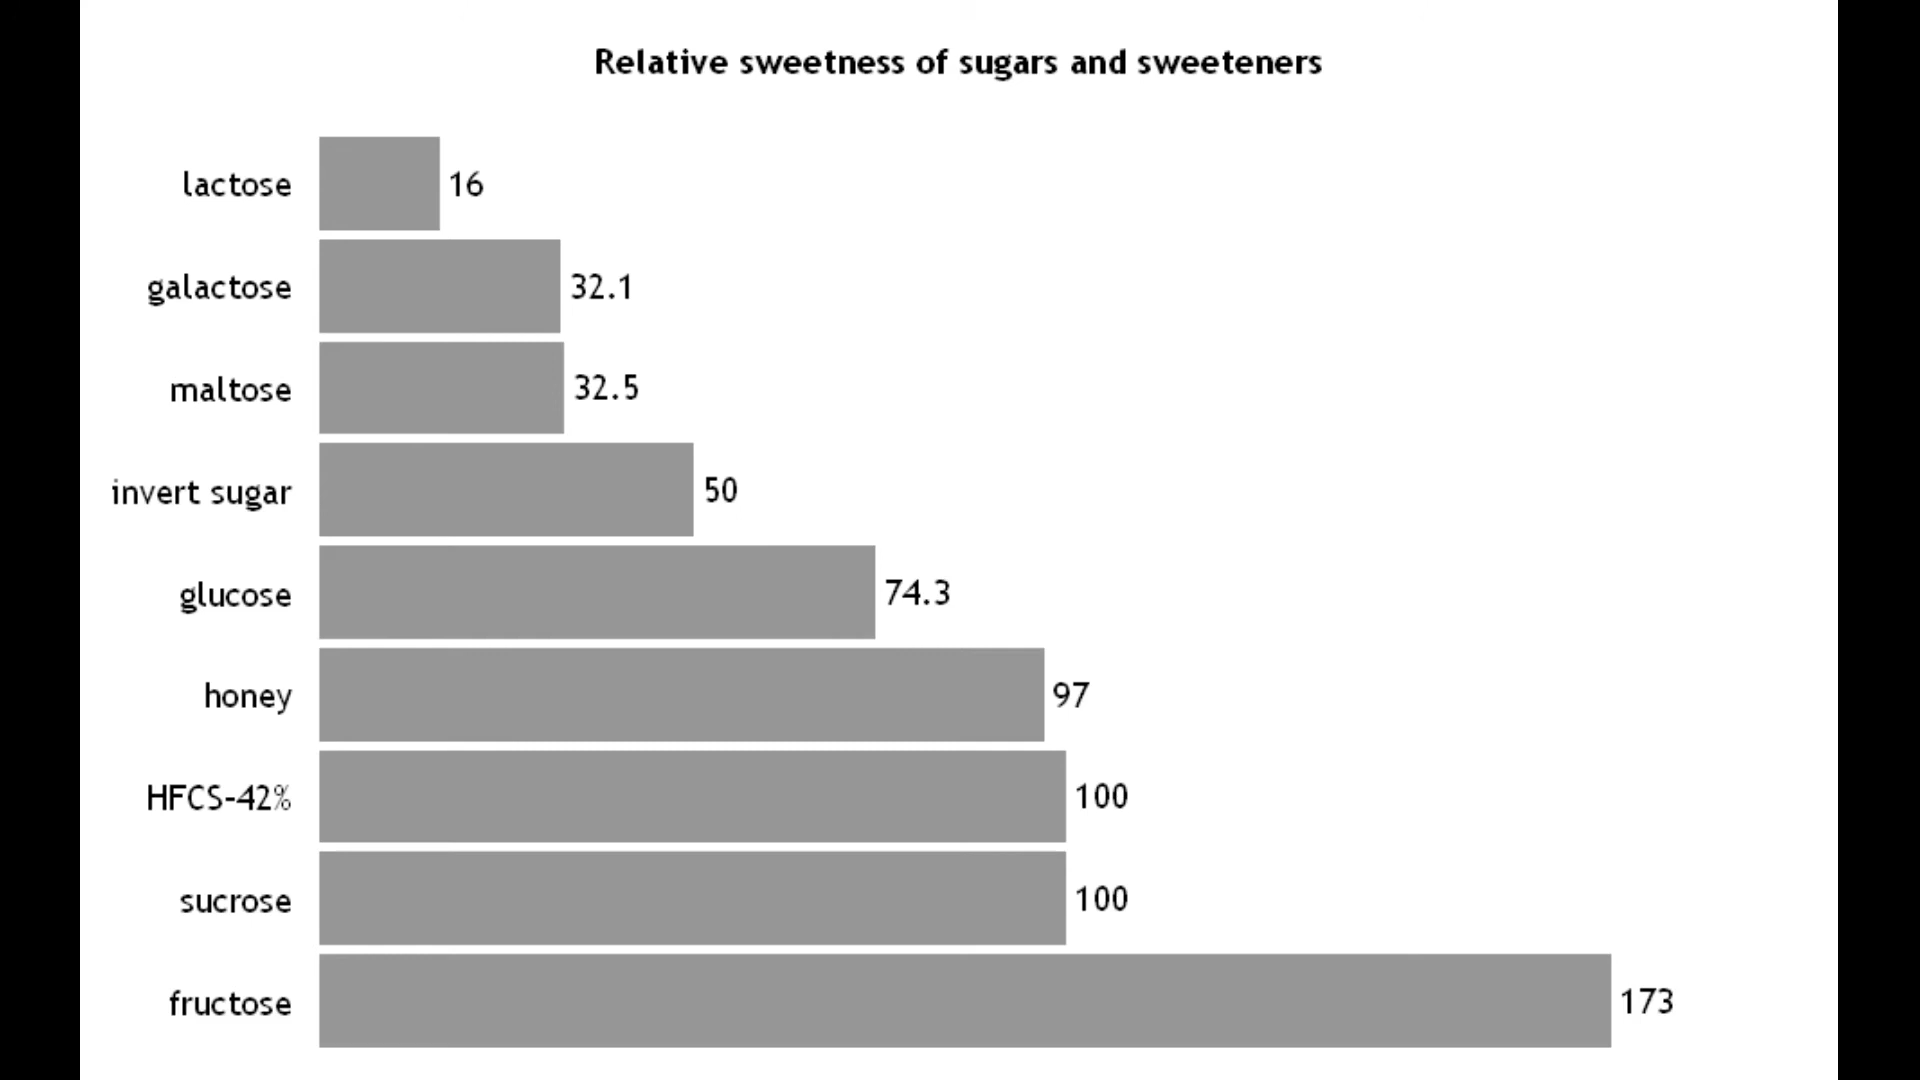 Relative sweetness of sugars and sweeteners
lactose 16
galactose 32.1
maltose 32.5
invert sugar 50
glucose 74.3
honey 97
HFCS-42% 100
sucrose 100
fructose 173